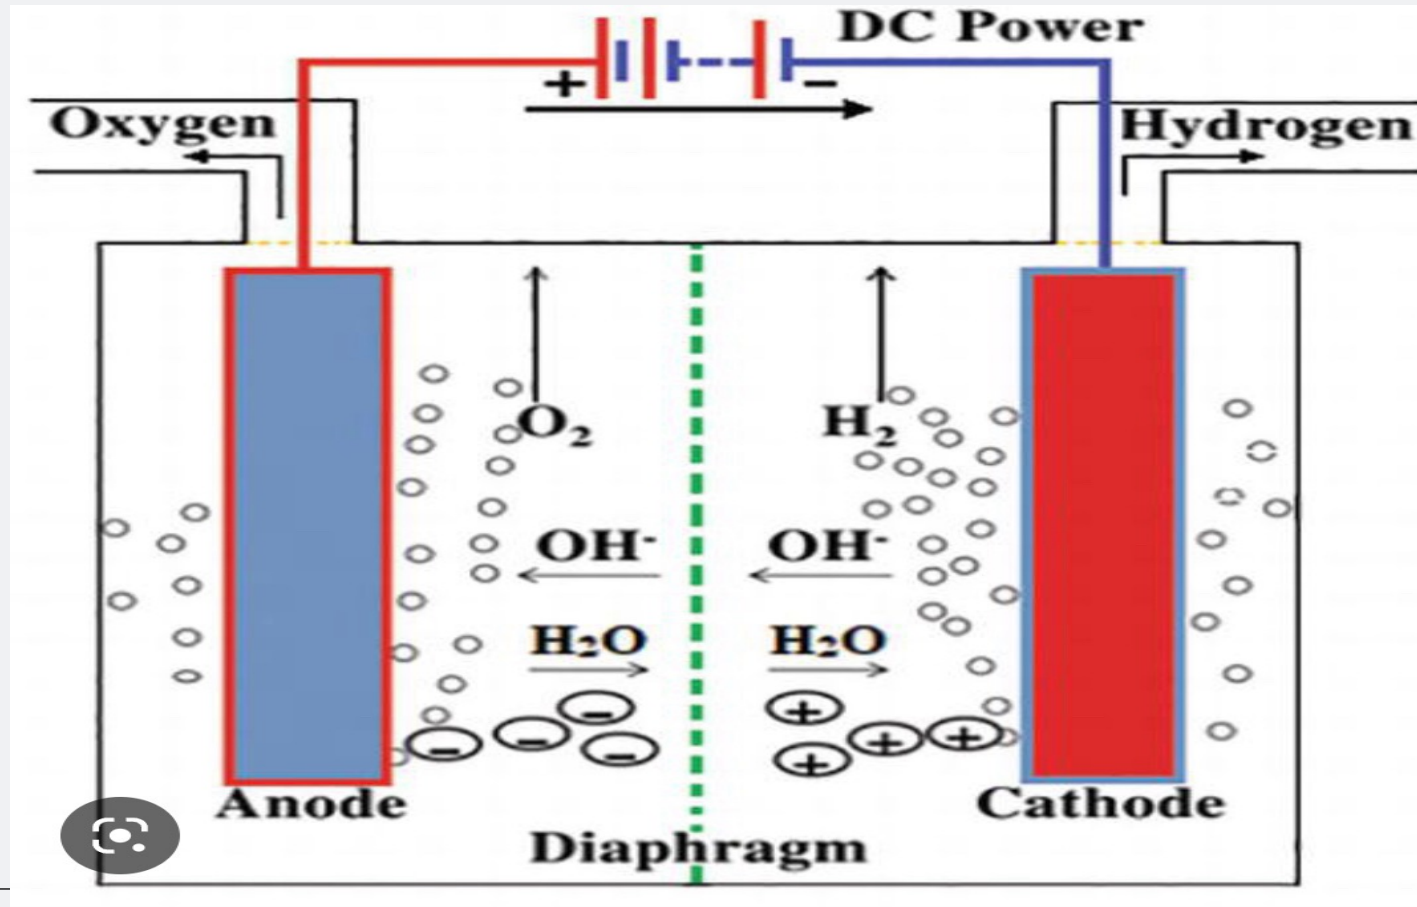 DC Power
+ −
Oxygen
Hydrogen
O₂
H₂
OH⁻ OH⁻
H₂O H₂O
− − − −
+ + + +
Anode
Cathode
Diaphragm